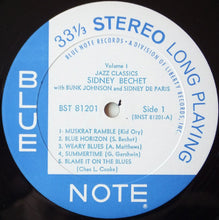 33⅓ STEREO LONG PLAYING
BLUE NOTE RECORDS • A DIVISION OF LIBERTY RECORDS, INC.
BLUE
Volume 1
JAZZ CLASSICS
SIDNEY BECHET
with BUNK JOHNSON and SIDNEY DE PARIS
BST 81201
Side 1
(BNST 81201-A)
1 - MUSKRAT RAMBLE (Kid Ory)
2 - BLUE HORIZON (S. Bechet)
3 - WEARY BLUES (A. Matthews)
4 - SUMMERTIME (G. Gershwin)
5 - BLAME IT ON THE BLUES
(Chas L. Cooke)
NOTE